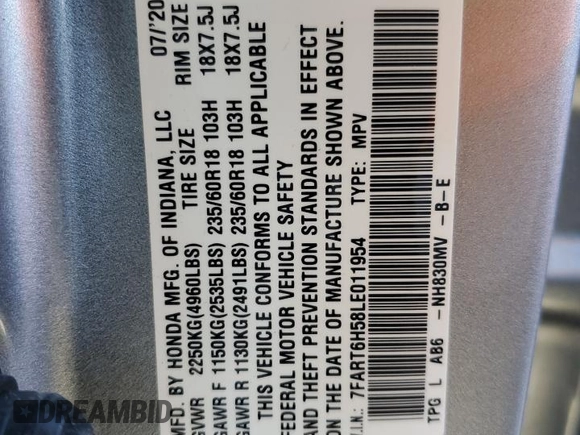 MFD. BY HONDA MFG. OF INDIANA, LLC 07/'20
GVWR 2250KG(4960LBS) TIRE SIZE RIM SIZE
GAWR F 1150KG(2535LBS) 235/60R18 103H 18X7.5J
GAWR R 1130KG(2491LBS) 235/60R18 103H 18X7.5J
THIS VEHICLE CONFORMS TO ALL APPLICABLE
FEDERAL MOTOR VEHICLE SAFETY
AND THEFT PREVENTION STANDARDS IN EFFECT
ON THE DATE OF MANUFACTURE SHOWN ABOVE.
V.I.N.: 7FART6H58LE011954 TYPE: MPV
TPG L AB6 -NH830MV -B-E
DREAMBID